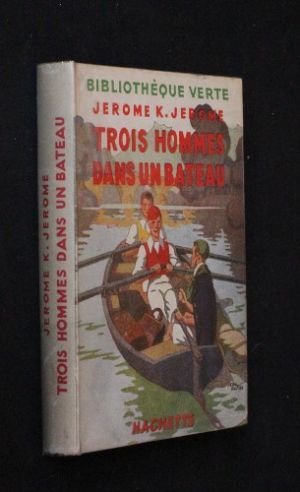 BIBLIOTHÈQUE VERTE
JEROME K. JEROME
TROIS HOMMES
DANS UN BATEAU
HACHETTE
JEROME K. JEROME
TROIS HOMMES DANS UN BATEAU